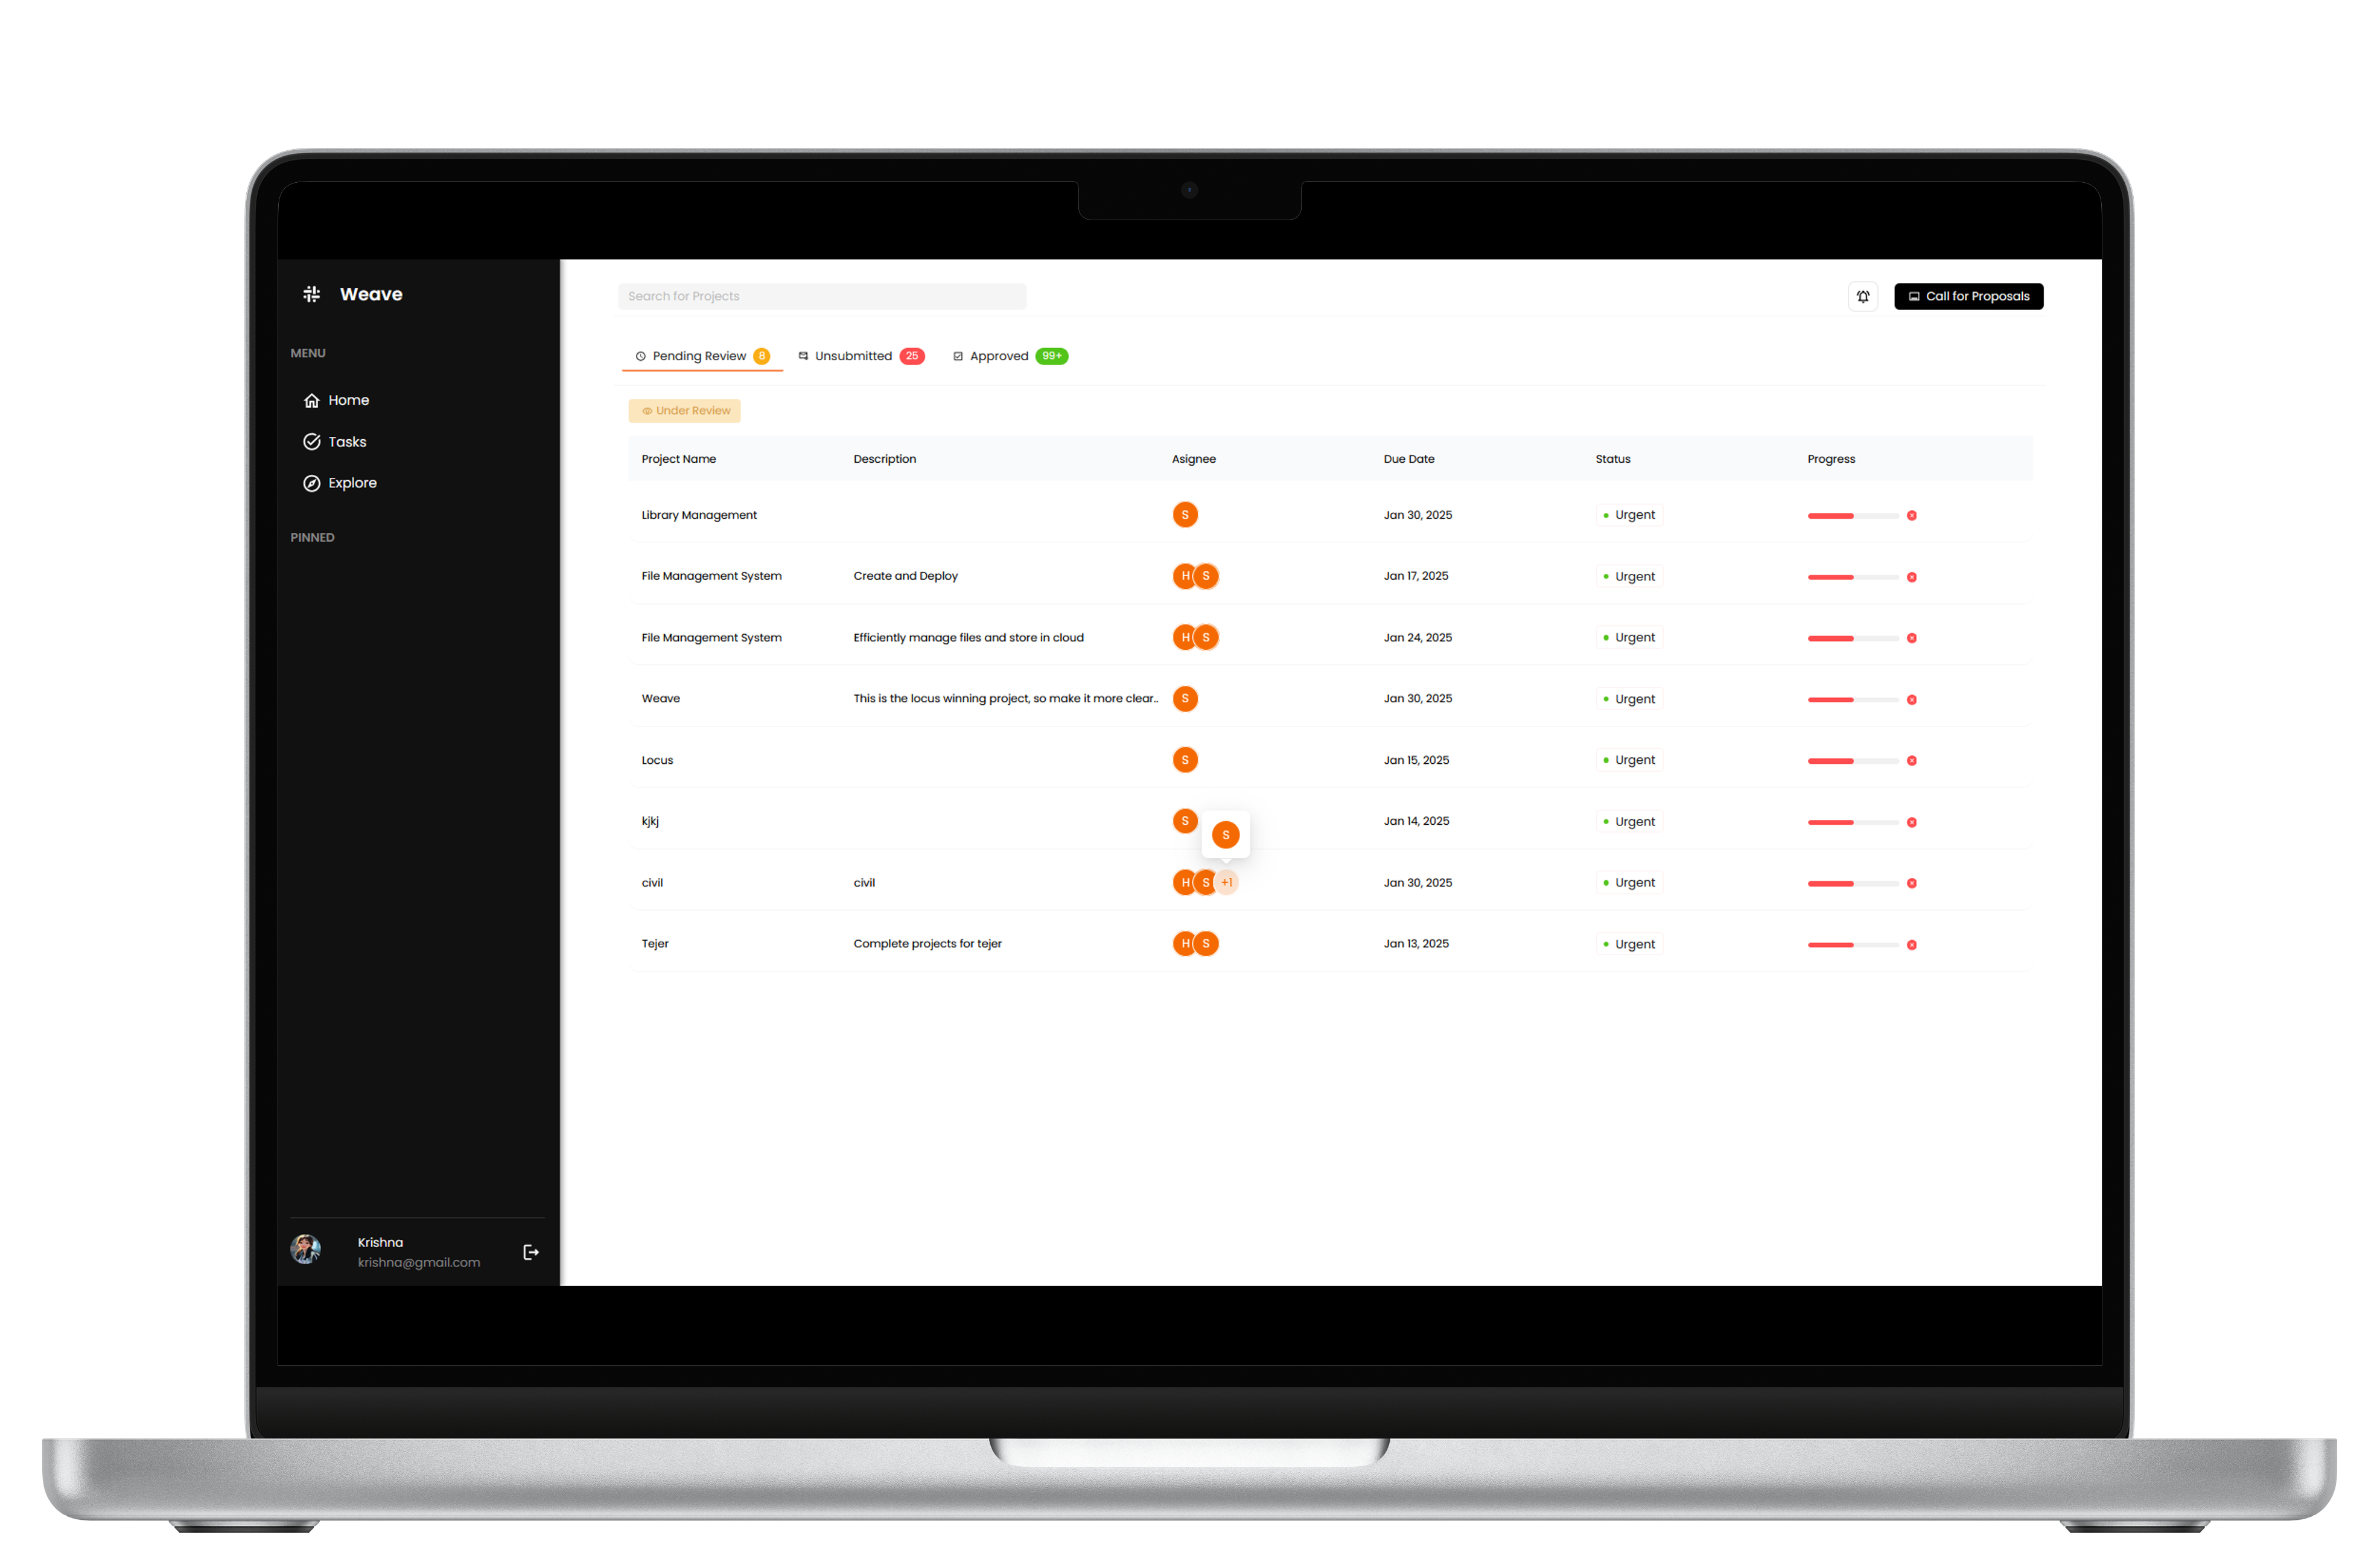 Weave
MENU
Home
Tasks
Explore
PINNED
Krishna
krishna@gmail.com
Search for Projects
Call for Proposals
Pending Review 8 Unsubmitted 25 Approved 99+
Under Review
Project Name Description Asignee Due Date Status Progress
Library Management S Jan 30, 2025 Urgent
File Management System Create and Deploy H S Jan 17, 2025 Urgent
File Management System Efficiently manage files and store in cloud H S Jan 24, 2025 Urgent
Weave This is the locus winning project, so make it more clear.. S Jan 30, 2025 Urgent
Locus S Jan 15, 2025 Urgent
kjkj S Jan 14, 2025 Urgent
S
civil civil H S +1 Jan 30, 2025 Urgent
Tejer Complete projects for tejer H S Jan 13, 2025 Urgent